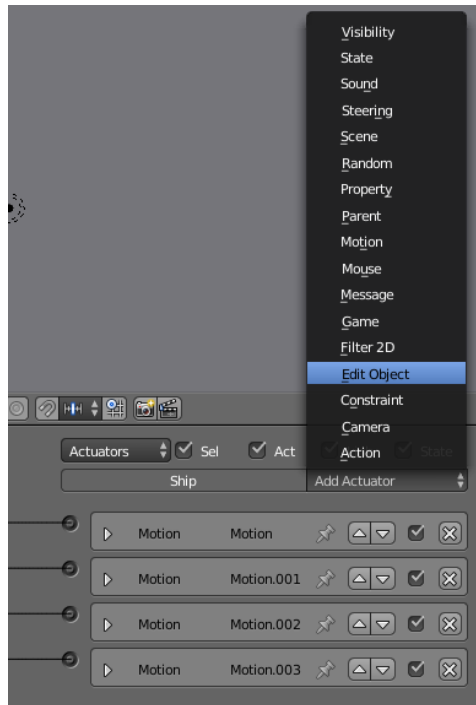 Visibility
State
Sound
Steering
Scene
Random
Property
Parent
Motion
Mouse
Message
Game
Filter 2D
Edit Object
Constraint
Camera
Action
Actuators Sel Act State
Ship Add Actuator
Motion Motion
Motion Motion.001
Motion Motion.002
Motion Motion.003